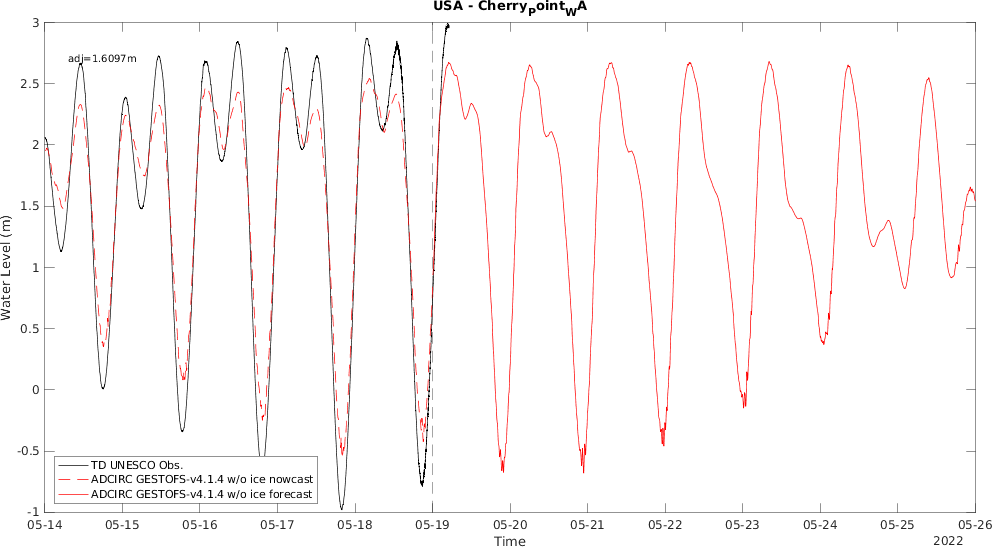 USA - CherryPointWA
adj=1.6097m
3
2.5
2
1.5
1
0.5
0
-0.5
-1
Water Level (m)
TD UNESCO Obs.
ADCIRC GESTOFS-v4.1.4 w/o ice nowcast
ADCIRC GESTOFS-v4.1.4 w/o ice forecast
05-14 05-15 05-16 05-17 05-18 05-19 05-20 05-21 05-22 05-23 05-24 05-25 05-26
Time
2022